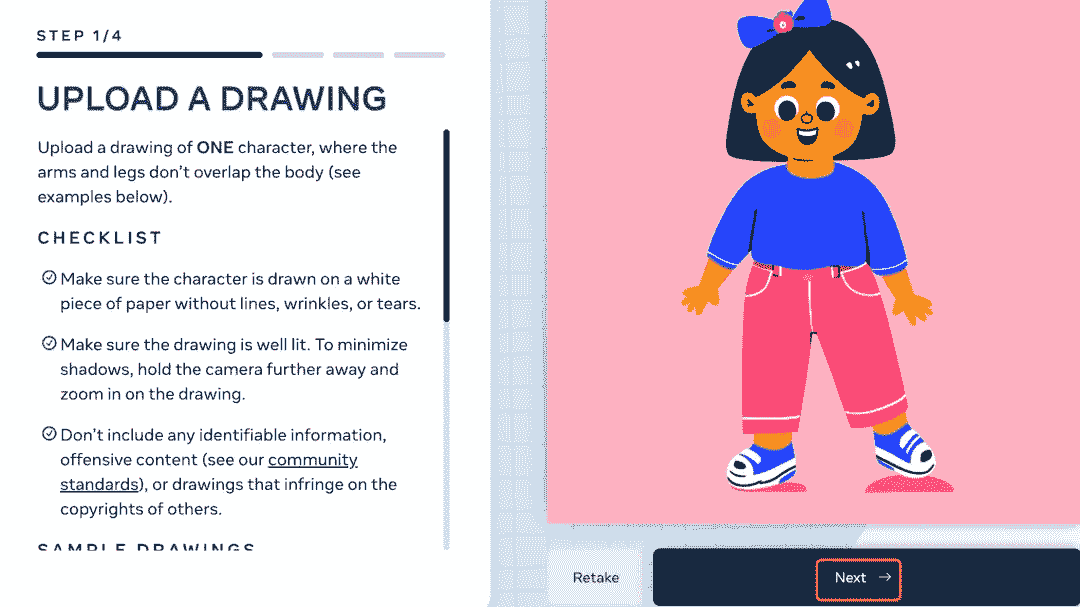 STEP 1/4
UPLOAD A DRAWING
Upload a drawing of ONE character, where the
arms and legs don't overlap the body (see
examples below).
CHECKLIST
Make sure the character is drawn on a white
piece of paper without lines, wrinkles, or tears.
Make sure the drawing is well lit. To minimize
shadows, hold the camera further away and
zoom in on the drawing.
Don't include any identifiable information,
offensive content (see our community
standards), or drawings that infringe on the
copyrights of others.
SAMPLE DRAWINGS
Retake
Next →